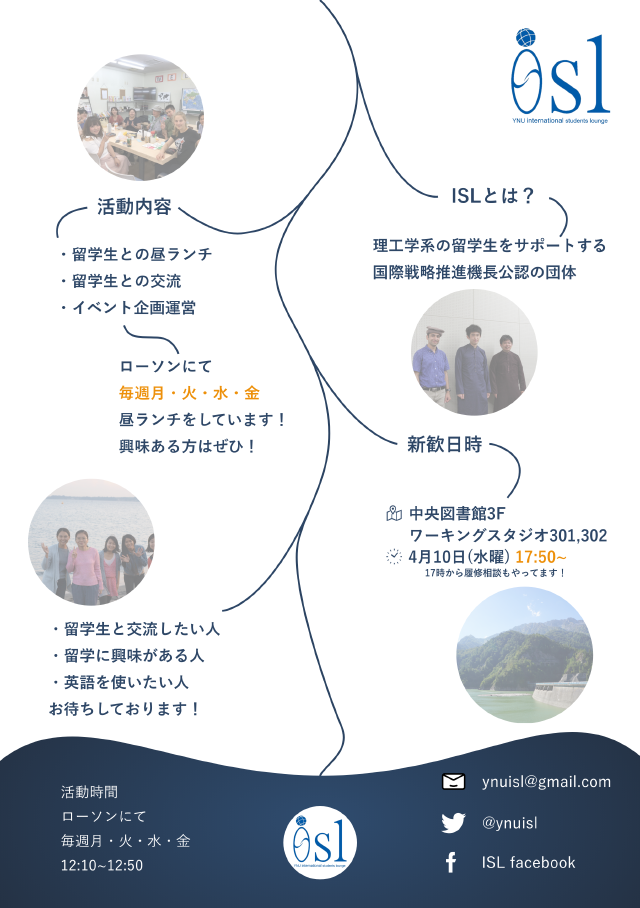 isl
YNU international students lounge
活動内容
・留学生との昼ランチ
・留学生との交流
・イベント企画運営
ローソンにて
毎週月・火・水・金
昼ランチをしています！
興味ある方はぜひ！
ISLとは？
理工学系の留学生をサポートする
国際戦略推進機長公認の団体
新歓日時
中央図書館3F
ワーキングスタジオ301,302
4月10日(水曜) 17:50~
17時から履修相談もやってます！
・留学生と交流したい人
・留学に興味がある人
・英語を使いたい人
お待ちしております！
活動時間
ローソンにて
毎週月・火・水・金
12:10~12:50
isl
YNU international students lounge
ynuisl@gmail.com
@ynuisl
ISL facebook